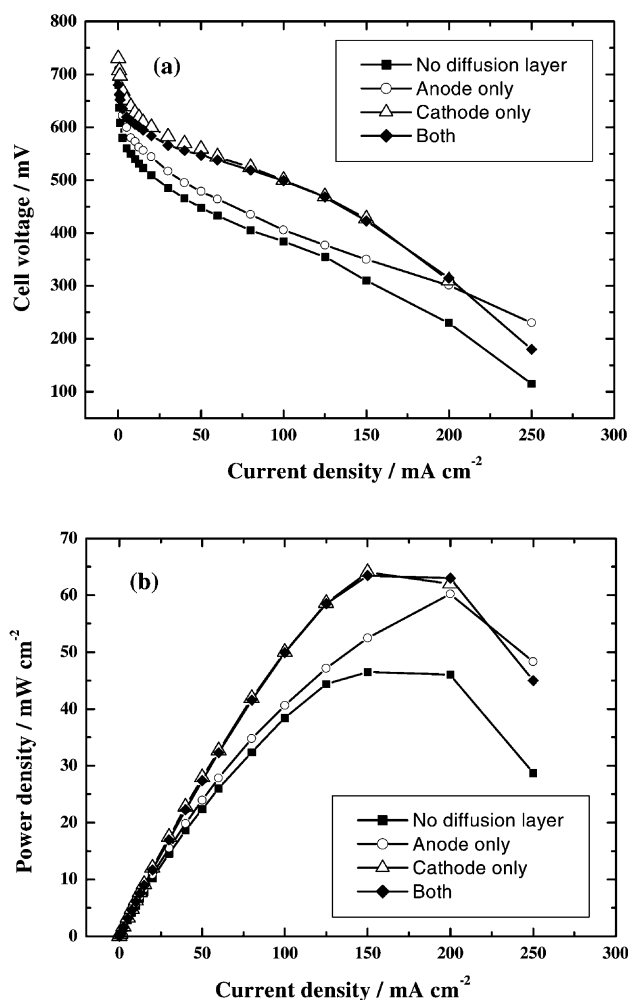 800
700
600
500
400
300
200
100
Cell voltage / mV
(a)
No diffusion layer
Anode only
Cathode only
Both
0 50 100 150 200 250 300
Current density / mA cm⁻²
70
60
50
40
30
20
10
0
Power density / mW cm⁻²
(b)
No diffusion layer
Anode only
Cathode only
Both
0 50 100 150 200 250 300
Current density / mA cm⁻²